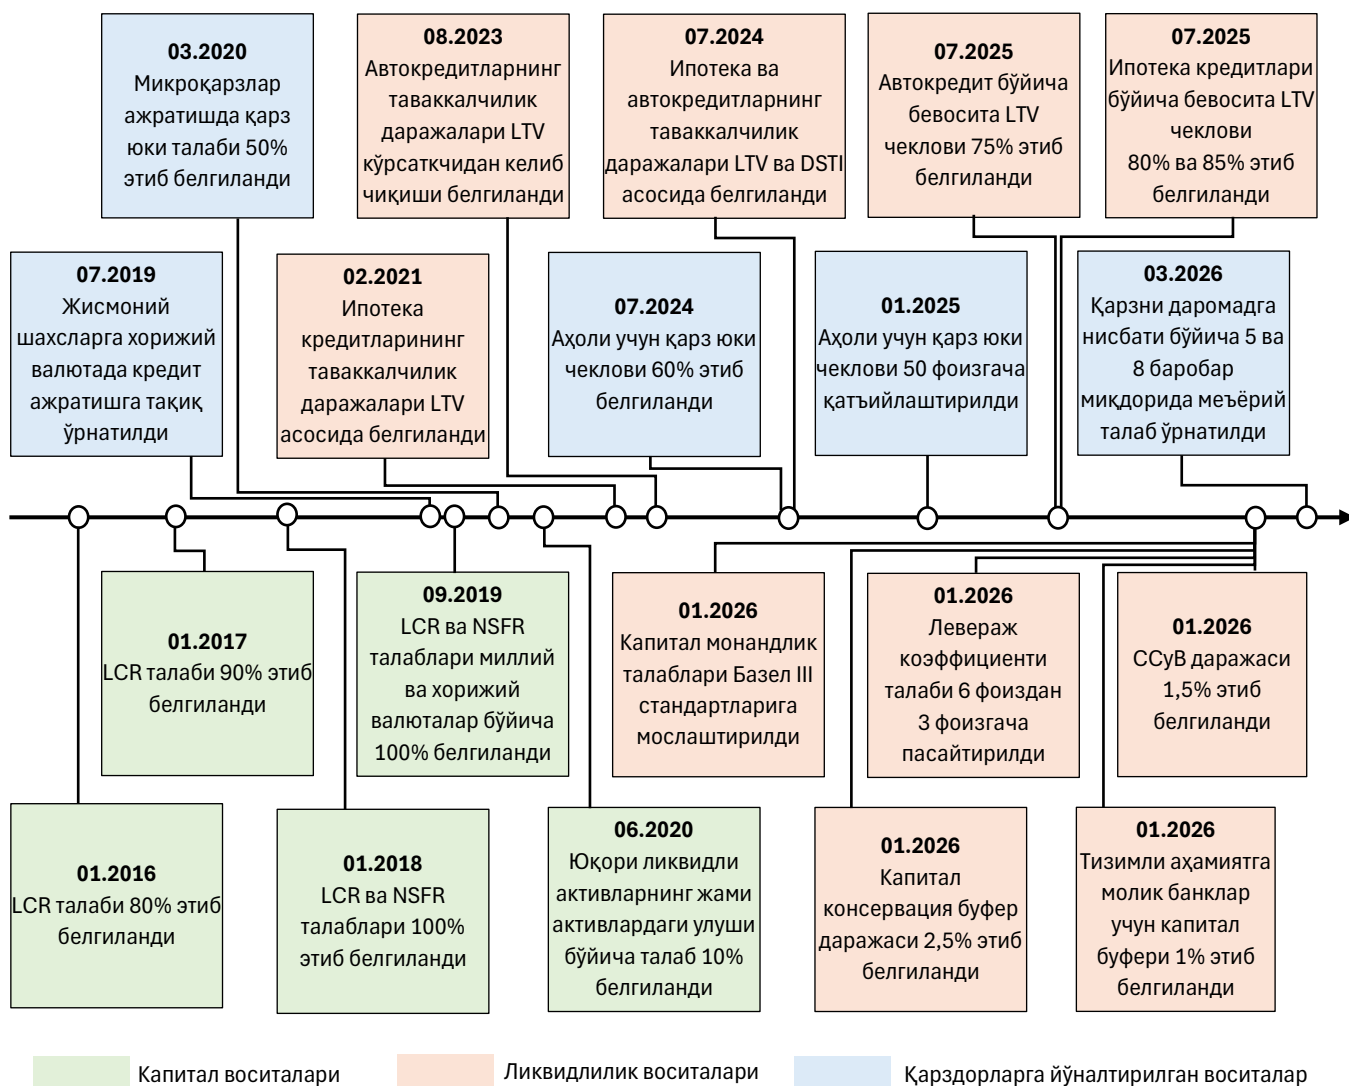 03.2020
Микроқарзлар
ажратишда қарз
юки талаби 50%
этиб белгиланди
08.2023
Автокредитларнинг
таваккалчилик
даражалари LTV
кўрсаткчидан келиб
чиқиши белгиланди
07.2024
Ипотека ва
автокредитларнинг
таваккалчилик
даражалари LTV ва DSTI
асосида белгиланди
07.2025
Автокредит бўйича
бевосита LTV
чеклови 75% этиб
белгиланди
07.2025
Ипотека кредитлари
бўйича бевосита LTV
чеклови
80% ва 85% этиб
белгиланди
07.2019
Жисмоний
шахсларга хорижий
валютада кредит
ажратишга тақиқ
ўрнатилди
02.2021
Ипотека
кредитларининг
таваккалчилик
даражалари LTV
асосида белгиланди
07.2024
Аҳоли учун қарз юки
чеклови 60% этиб
белгиланди
01.2025
Аҳоли учун қарз юки
чеклови 50 фоизгача
қатъийлаштирилди
03.2026
Қарзни даромадга
нисбати бўйича 5 ва
8 баробар
миқдорида меъёрий
талаб ўрнатилди
01.2017
LCR талаби 90% этиб
белгиланди
09.2019
LCR ва NSFR
талаблари миллий
ва хорижий
валюталар бўйича
100% белгиланди
01.2026
Капитал монандлик
талаблари Базел III
стандартларига
мослаштирилди
01.2026
Левераж
коэффициенти
талаби 6 фоиздан
3 фоизгача
пасайтирилди
01.2026
CCyB даражаси
1,5% этиб
белгиланди
01.2016
LCR талаби 80% этиб
белгиланди
01.2018
LCR ва NSFR
талаблари 100%
этиб белгиланди
06.2020
Юқори ликвидли
активларнинг жами
активлардаги улуши
бўйича талаб 10%
белгиланди
01.2026
Капитал
консервация буфер
даражаси 2,5% этиб
белгиланди
01.2026
Тизимли аҳамиятга
молик банклар
учун капитал
буфери 1% этиб
белгиланди
Капитал воситалари
Ликвидлилик воситалари
Қарздорларга йўналтирилган воситалар